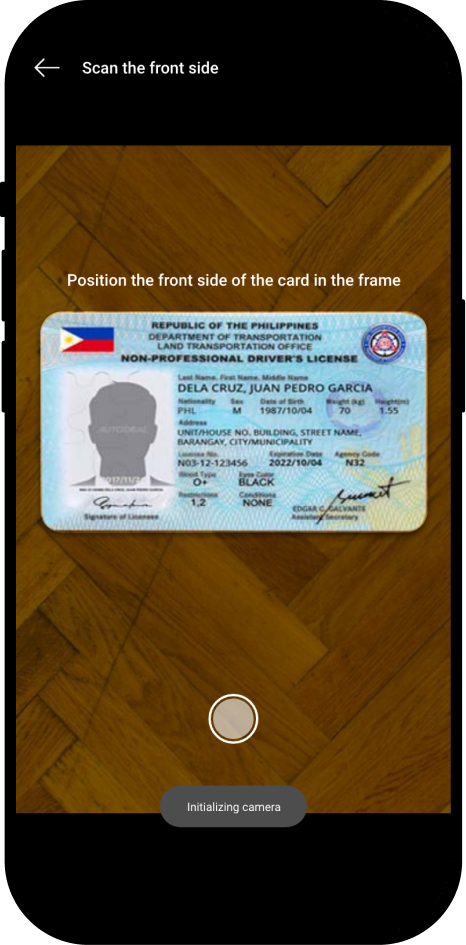 Scan the front side
Position the front side of the card in the frame
REPUBLIC OF THE PHILIPPINES
DEPARTMENT OF TRANSPORTATION
LAND TRANSPORTATION OFFICE
NON-PROFESSIONAL DRIVER'S LICENSE
Last Name. First Name. Middle Name
DELA CRUZ, JUAN PEDRO GARCIA
Nationality Sex Date of Birth Weight (kg) Height(m)
PHL M 1987/10/04 70 1.55
Address
UNIT/HOUSE NO. BUILDING, STREET NAME,
BARANGAY, CITY/MUNICIPALITY
License No. Expiration Date Agency Code
N03-12-123456 2022/10/04 N32
Blood Type Eyes Color
O+ BLACK
Restrictions Conditions
1,2 NONE
AUTODEAL
Signature of Licensee
EDGAR C. GALVANTE
Assistant Secretary
Initializing camera